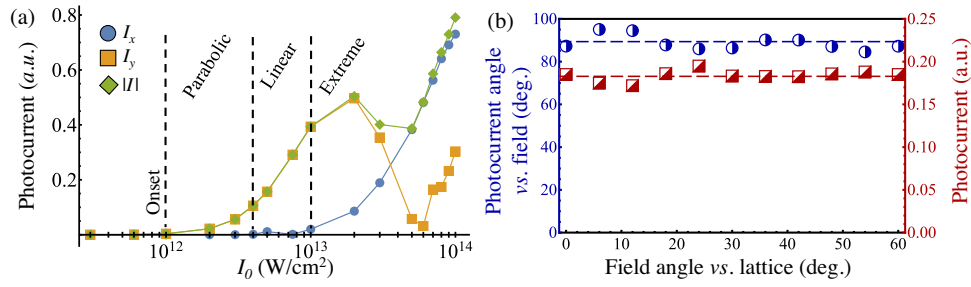 (a)
Photocurrent (a.u.)
0.8
0.6
0.4
0.2
I_x
I_y
|I|
Onset
Parabolic
Linear
Extreme
10^12
10^13
10^14
I_0 (W/cm²)
(b)
Photocurrent angle
vs. field (deg.)
100
80
60
40
20
0
0.25
0.20
0.15
0.10
0.05
0.00
Photocurrent (a.u.)
0
10
20
30
40
50
60
Field angle vs. lattice (deg.)